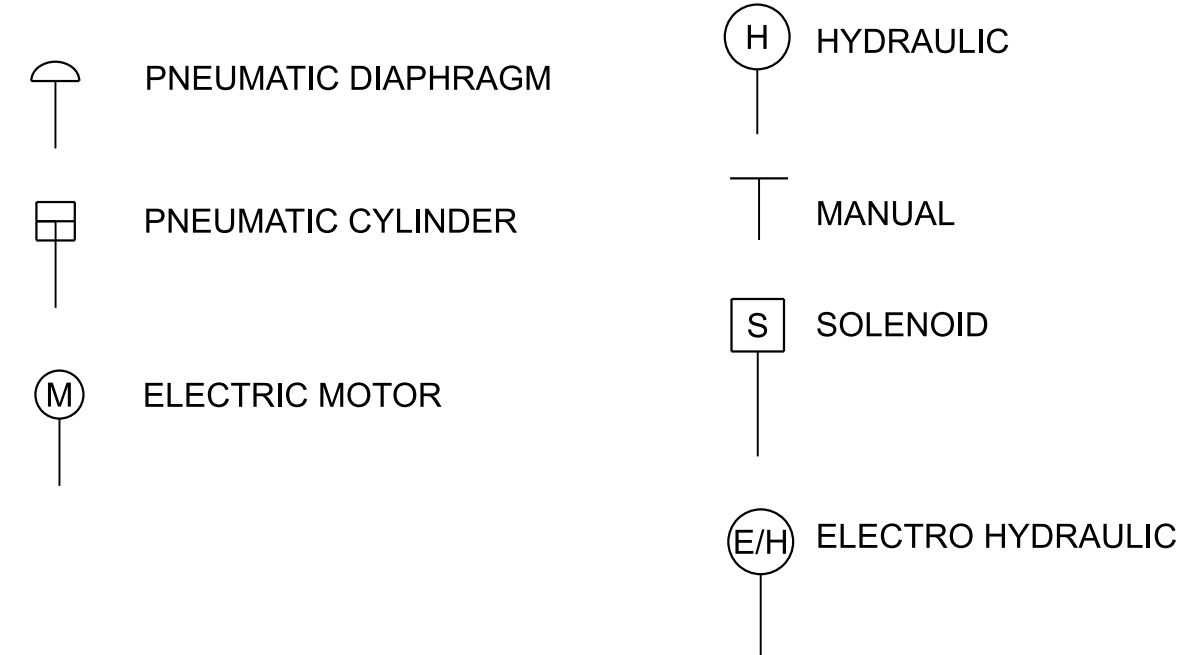 PNEUMATIC DIAPHRAGM
PNEUMATIC CYLINDER
M ELECTRIC MOTOR
H HYDRAULIC
MANUAL
S SOLENOID
E/H ELECTRO HYDRAULIC